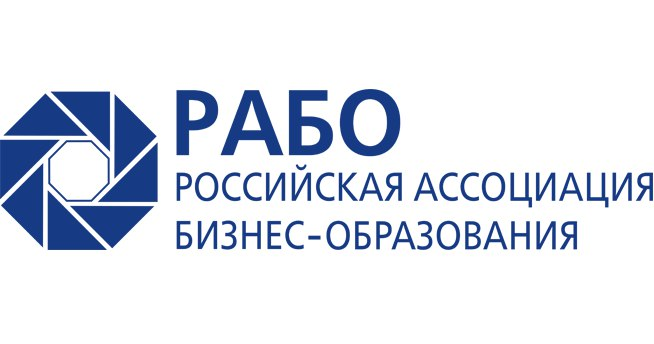 РАБО
РОССИЙСКАЯ АССОЦИАЦИЯ
БИЗНЕС-ОБРАЗОВАНИЯ